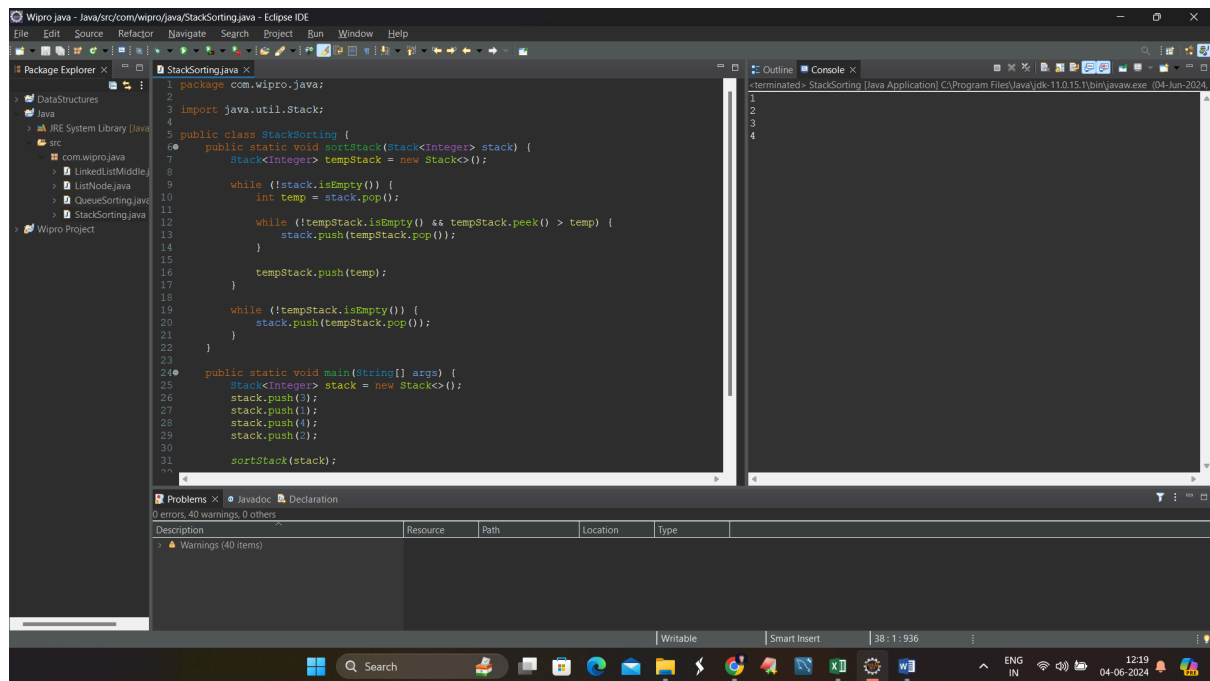 Wipro java - Java/src/com/wipro/java/StackSorting.java - Eclipse IDE
File Edit Source Refactor Navigate Search Project Run Window Help
Package Explorer
DataStructures
Java
JRE System Library [Java
src
com.wipro.java
LinkedListMiddle.j
ListNode.java
QueueSorting.java
StackSorting.java
Wipro Project
StackSorting.java
1 package com.wipro.java;
2
3 import java.util.Stack;
4
5 public class StackSorting {
6 public static void sortStack(Stack<Integer> stack) {
7 Stack<Integer> tempStack = new Stack<>();
8
9 while (!stack.isEmpty()) {
10 int temp = stack.pop();
11
12 while (!tempStack.isEmpty() && tempStack.peek() > temp) {
13 stack.push(tempStack.pop());
14 }
15
16 tempStack.push(temp);
17 }
18
19 while (!tempStack.isEmpty()) {
20 stack.push(tempStack.pop());
21 }
22 }
23
24 public static void main(String[] args) {
25 Stack<Integer> stack = new Stack<>();
26 stack.push(3);
27 stack.push(1);
28 stack.push(4);
29 stack.push(2);
30
31 sortStack(stack);
Outline Console
<terminated> StackSorting [Java Application] C:\Program Files\Java\jdk-11.0.15.1\bin\javaw.exe (04-Jun-2024,
1
2
3
4
Problems Javadoc Declaration
0 errors, 40 warnings, 0 others
Description Resource Path Location Type
Warnings (40 items)
Writable Smart Insert 38 : 1 : 936
Search
ENG
IN
12:19
04-06-2024